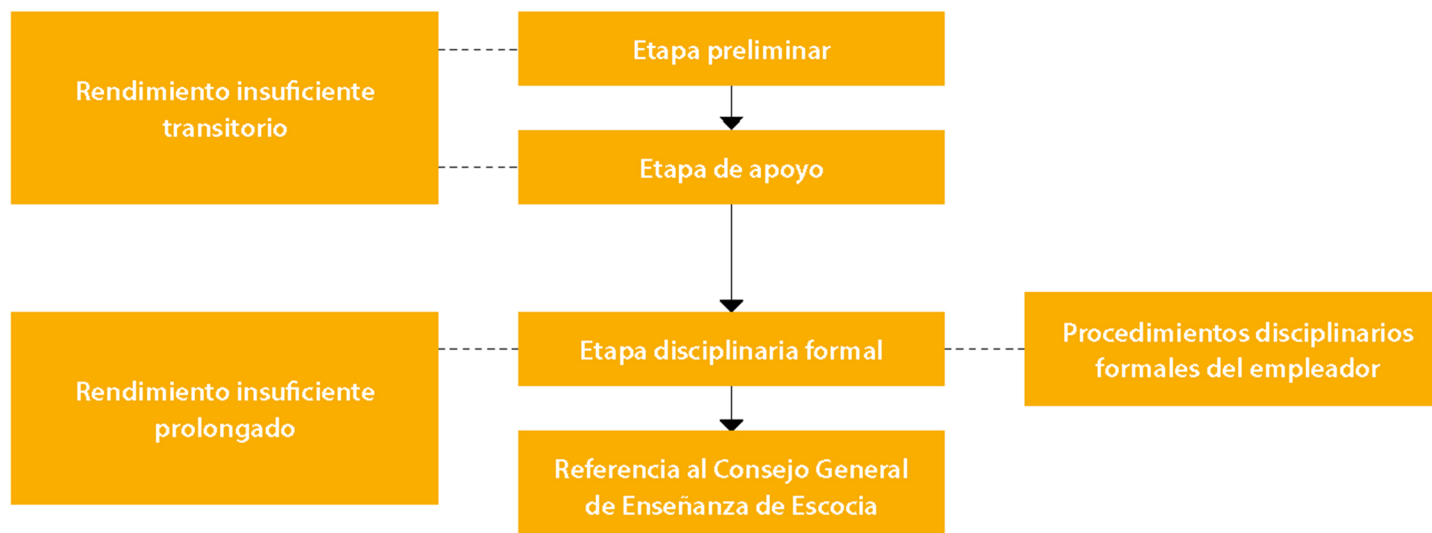 Rendimiento insuficiente
transitorio
Etapa preliminar
Etapa de apoyo
Rendimiento insuficiente
prolongado
Etapa disciplinaria formal
Procedimientos disciplinarios
formales del empleador
Referencia al Consejo General
de Enseñanza de Escocia